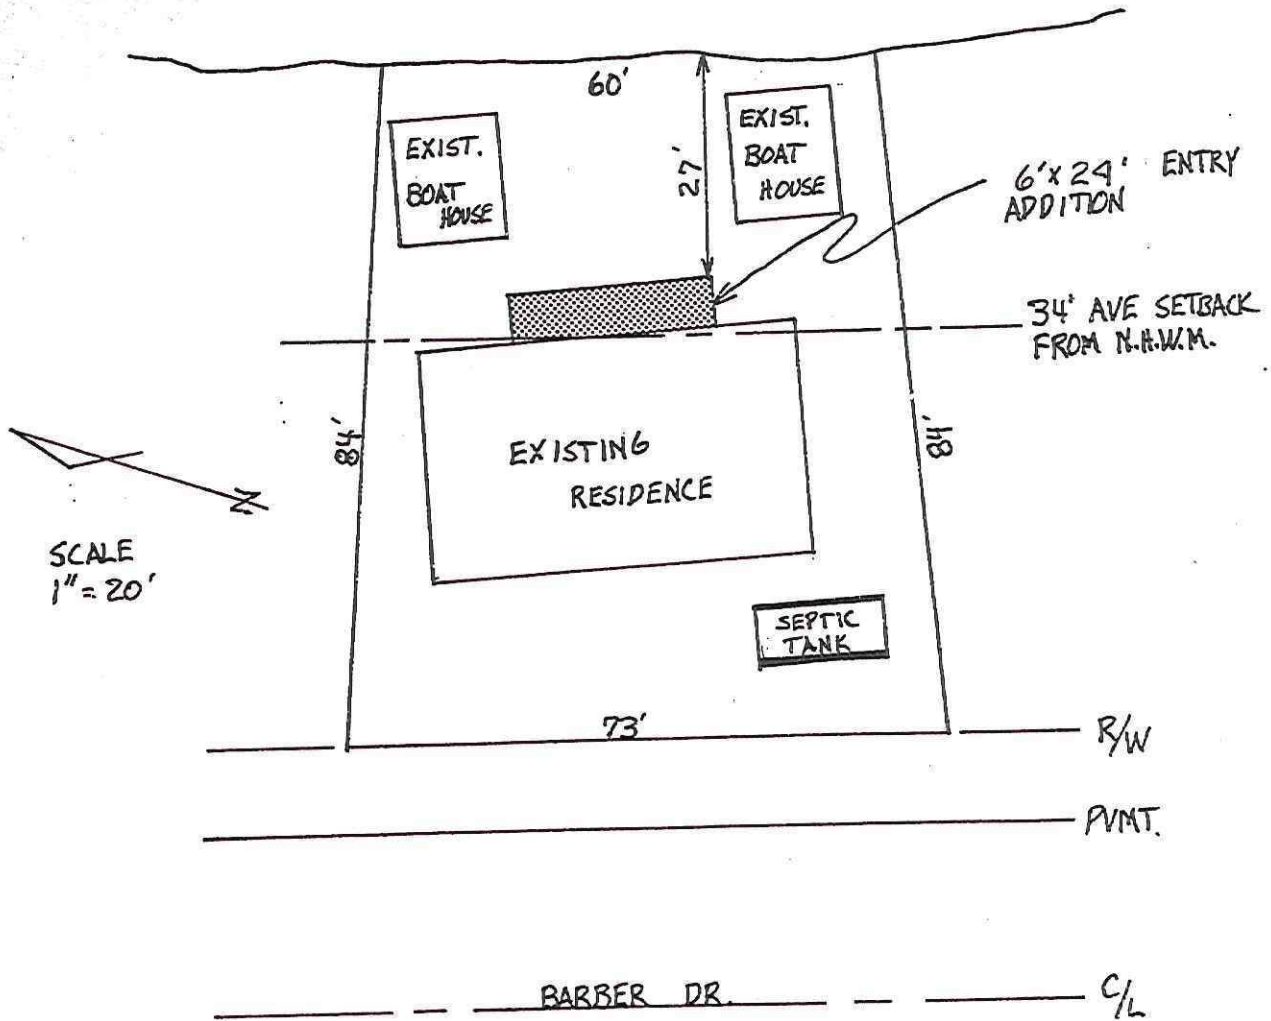 60'
EXIST.
BOAT
HOUSE
27'
EXIST.
BOAT
HOUSE
6' x 24' ENTRY
ADDITION
34' AVE SETBACK
FROM N.H.W.M.
84'
EXISTING
RESIDENCE
84'
N
SCALE
1" = 20'
SEPTIC
TANK
73'
R/W
PVMT.
BARBER DR.
C/L